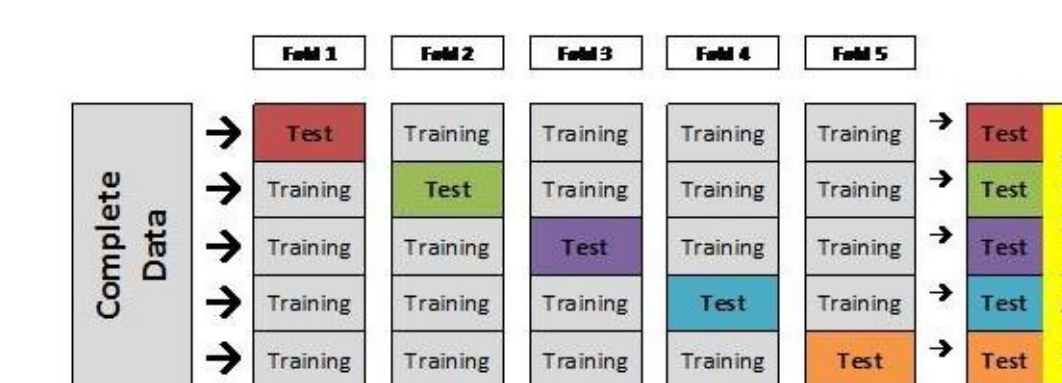 Fold 1 Fold 2 Fold 3 Fold 4 Fold 5
Complete
Data
Test Training Training Training Training Test
Training Test Training Training Training Test
Training Training Test Training Training Test
Training Training Training Test Training Test
Training Training Training Training Test Test